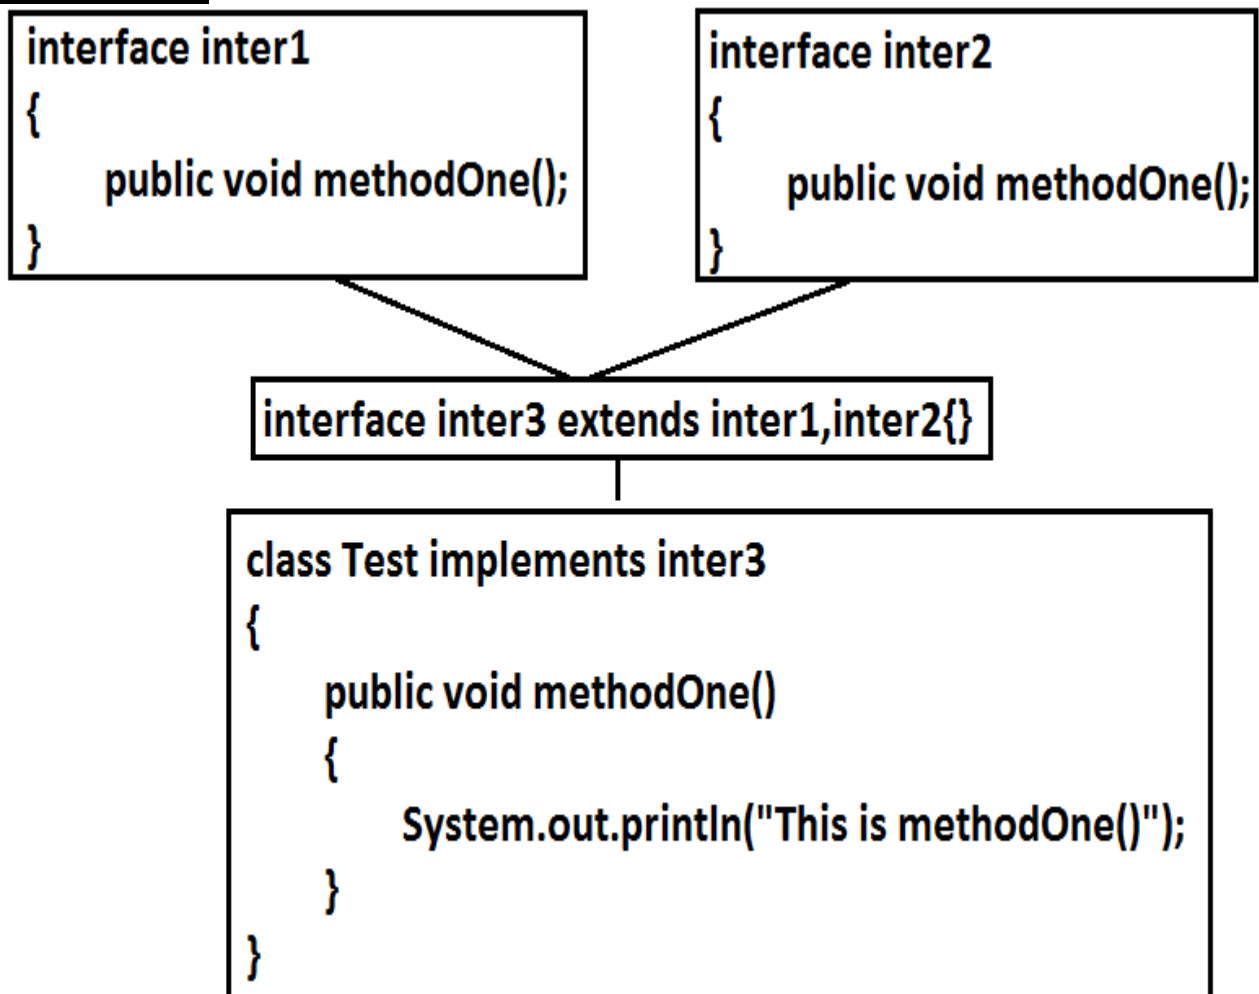 interface inter1
{
public void methodOne();
}
interface inter2
{
public void methodOne();
}
interface inter3 extends inter1,inter2{}
class Test implements inter3
{
public void methodOne()
{
System.out.println("This is methodOne()");
}
}